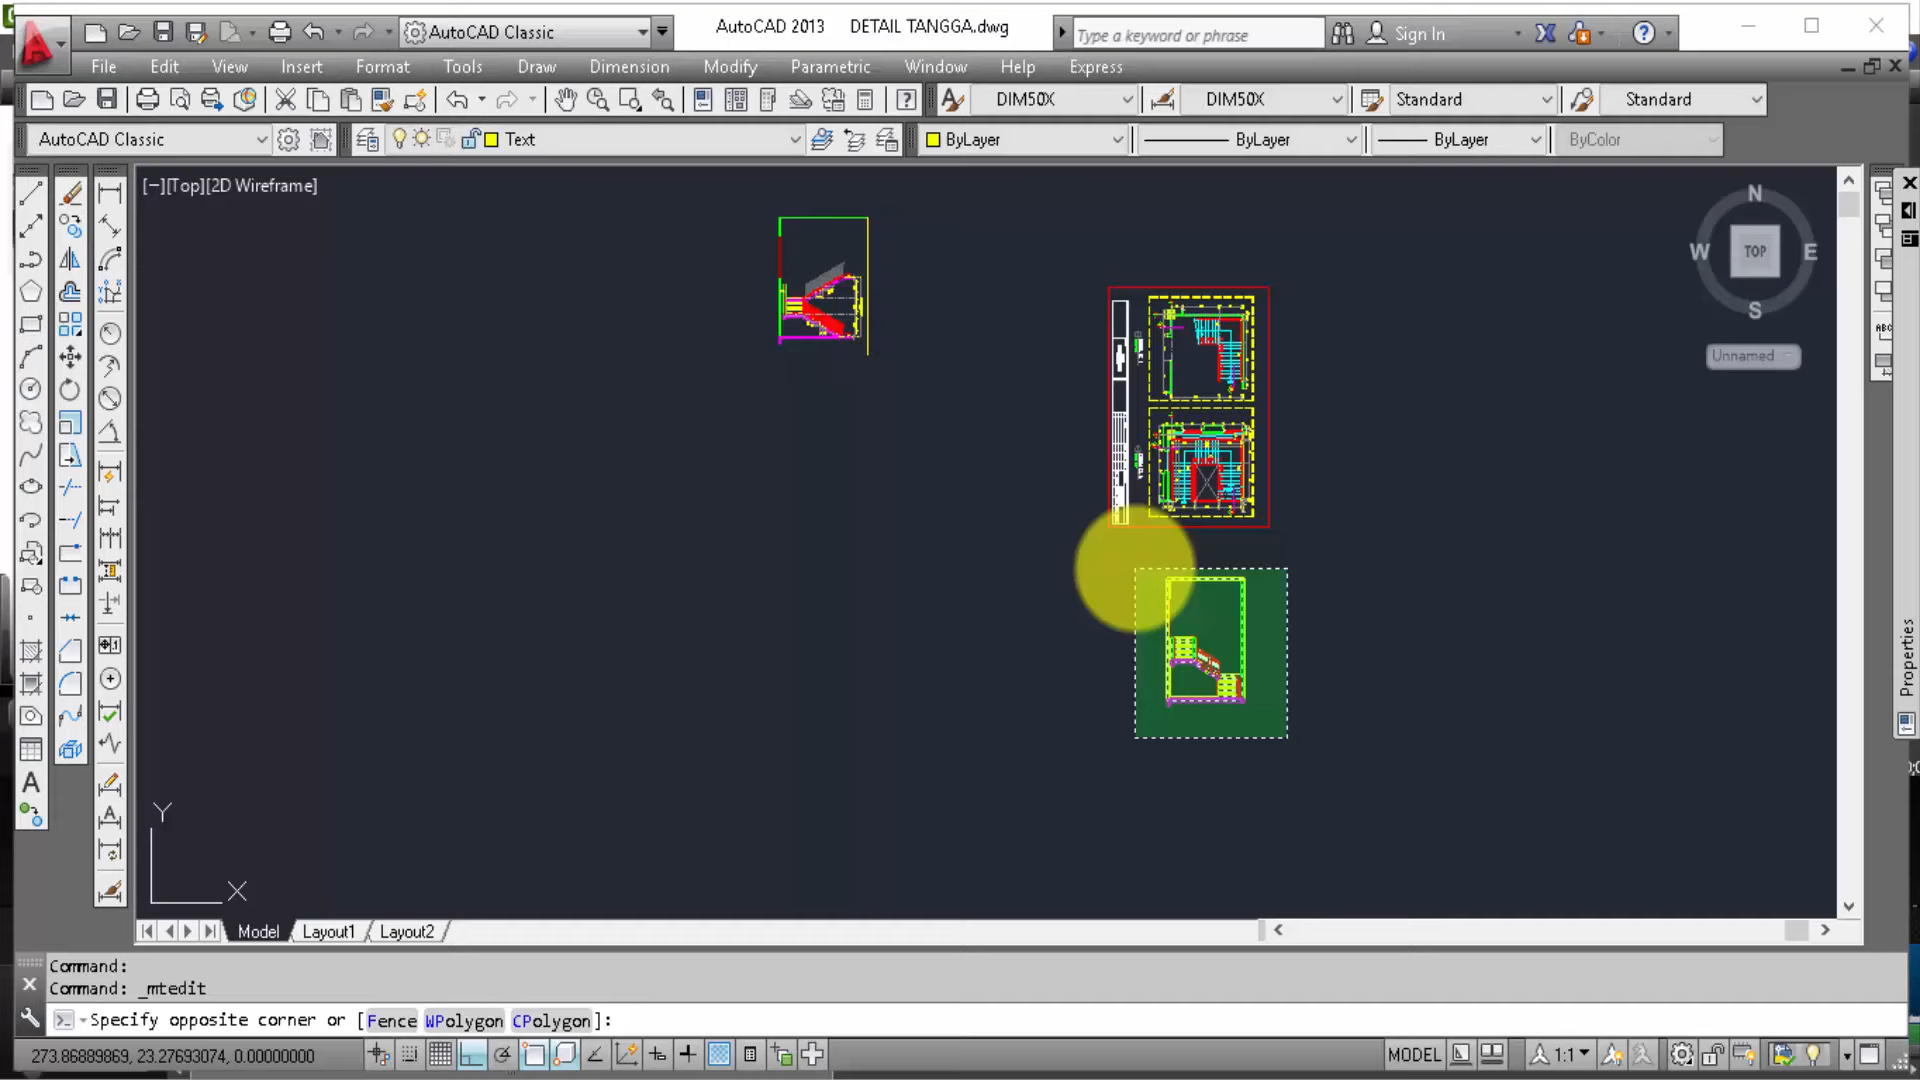 AutoCAD Classic
AutoCAD 2013 DETAIL TANGGA.dwg
Type a keyword or phrase
Sign In
File Edit View Insert Format Tools Draw Dimension Modify Parametric Window Help Express
DIM50X DIM50X Standard Standard
AutoCAD Classic Text ByLayer ByLayer ByLayer ByColor
[−][Top][2D Wireframe]
N
W TOP E
S
Unnamed
ABC
Properties
A
Y
X
Model Layout1 Layout2
Command:
Command: _mtedit
Specify opposite corner or [Fence WPolygon CPolygon]:
273.86889869, 23.27693074, 0.00000000 MODEL 1:1